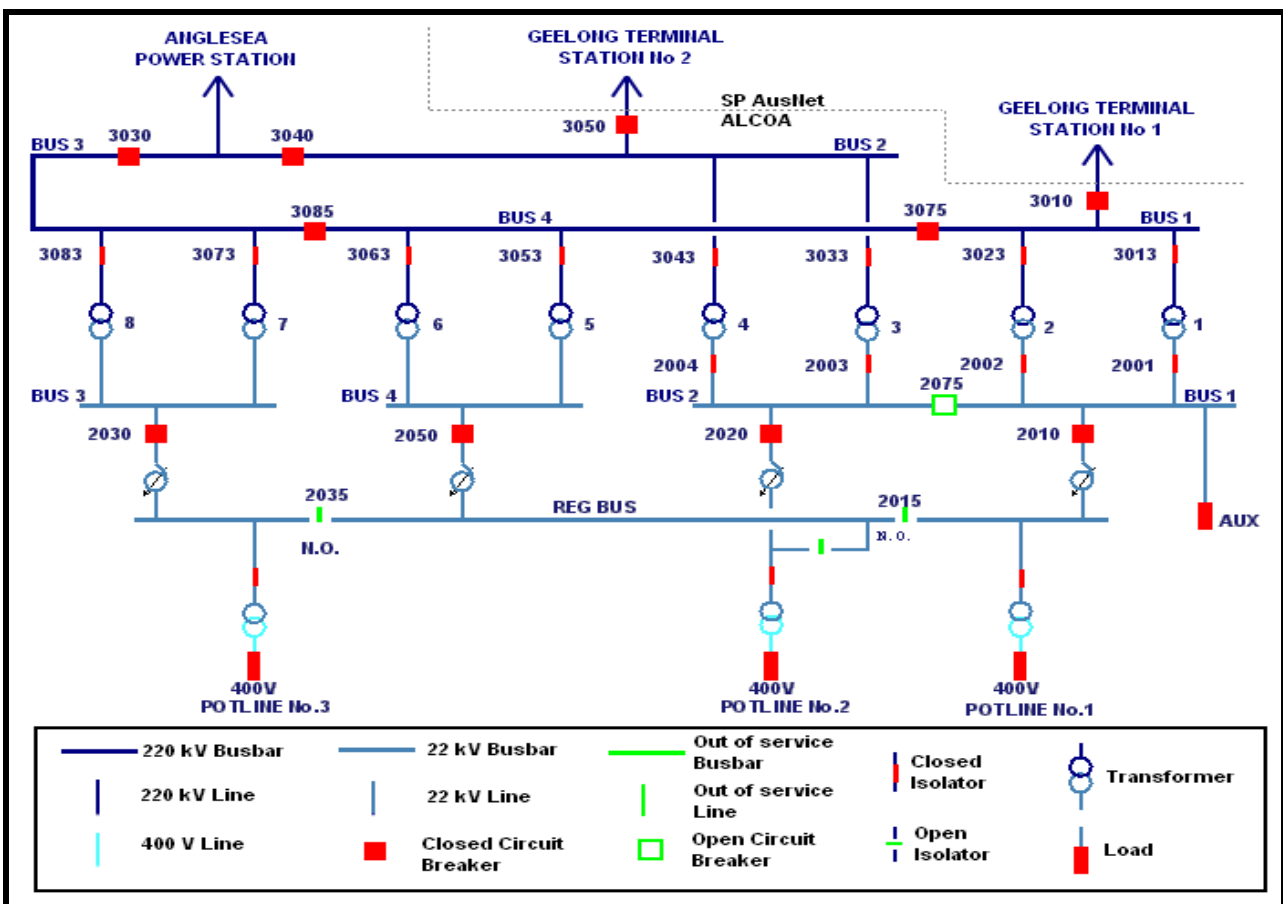 ANGLESEA
POWER STATION
GEELONG TERMINAL
STATION No 2
SP AusNet
ALCOA
GEELONG TERMINAL
STATION No 1
3050
3030
3040
BUS 3
BUS 2
3010
3085
BUS 4
3075
BUS 1
3083
3073
3063
3053
3043
3033
3023
3013
8
7
6
5
4
3
2
1
2004
2003
2002
2001
2075
BUS 3
BUS 4
BUS 2
BUS 1
2030
2050
2020
2010
2035
REG BUS
2015
AUX
N.O.
N.O.
400V
POTLINE No.3
400V
POTLINE No.2
400V
POTLINE No.1
220 kV Busbar
22 kV Busbar
Out of service
Busbar
Closed
Isolator
Transformer
220 kV Line
22 kV Line
Out of service
Line
400 V Line
Closed Circuit
Breaker
Open Circuit
Breaker
Open
Isolator
Load